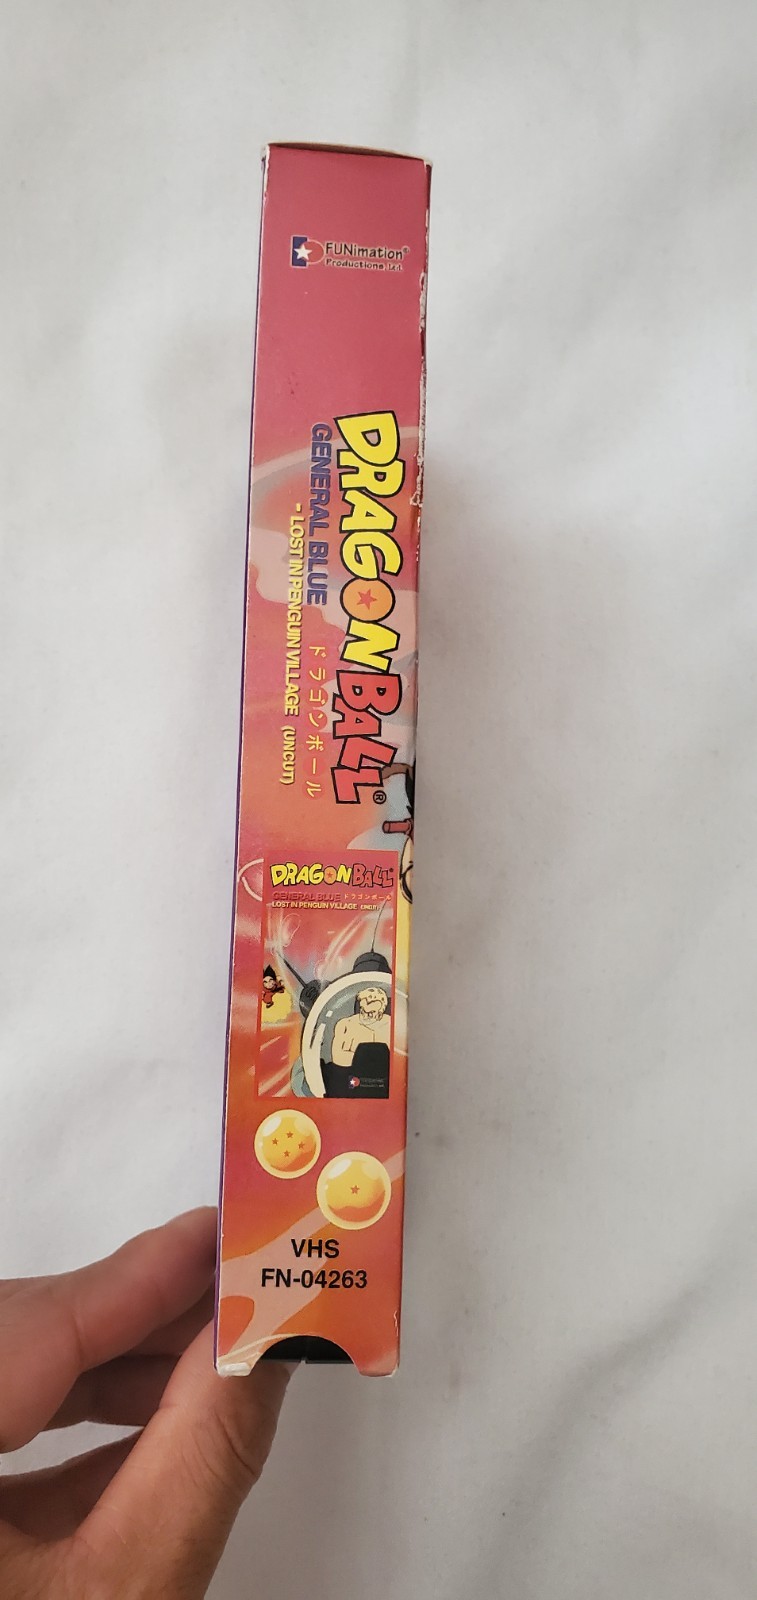 FUNimation®
Productions Ltd.
DRAGONBALL®
GENERAL BLUE ドラゴンボール
- LOST IN PENGUIN VILLAGE (UNCUT)
DRAGONBALL
GENERAL BLUE ドラゴンボール
- LOST IN PENGUIN VILLAGE (UNCUT)
VHS
FN-04263